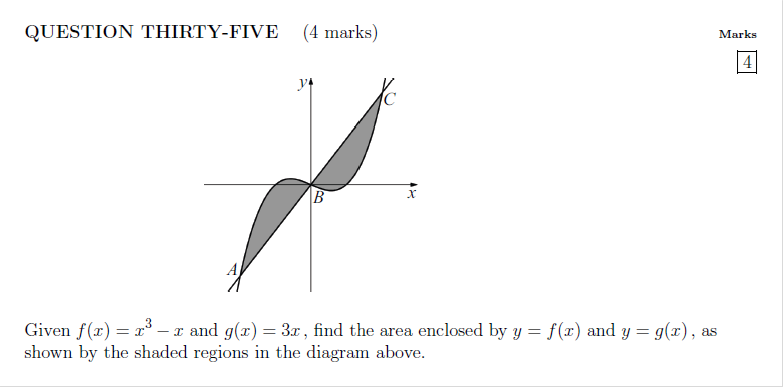 QUESTION THIRTY-FIVE (4 marks)
Marks
4
y
C
B
x
A
Given f(x) = x³ − x and g(x) = 3x, find the area enclosed by y = f(x) and y = g(x), as
shown by the shaded regions in the diagram above.